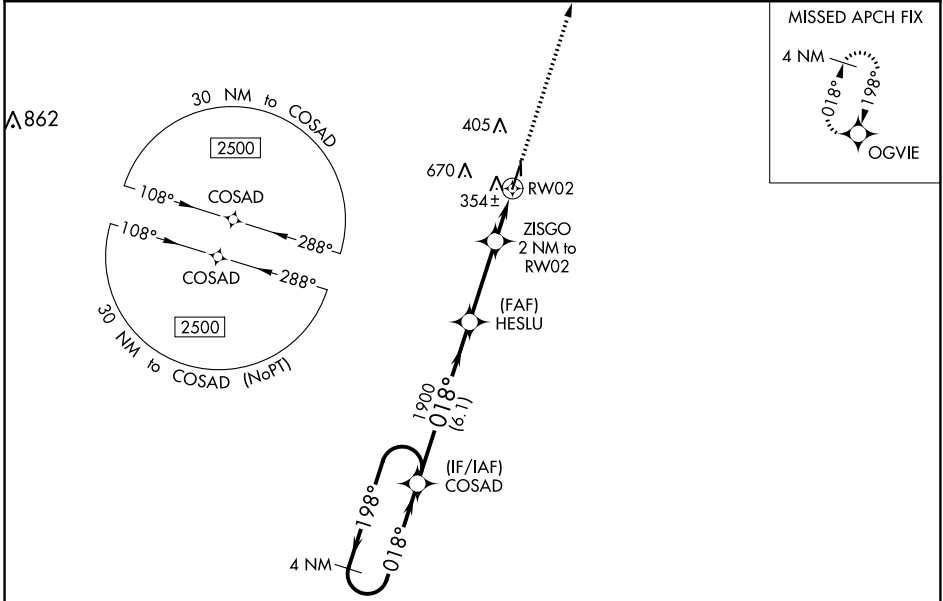 MISSED APCH FIX
4 NM
018°
198°
OGVIE
862
30 NM to COSAD
2500
108°
COSAD
288°
108°
COSAD
288°
2500
30 NM to COSAD (NoPT)
405
670
354±
RW02
ZISGO
2 NM to
RW02
(FAF)
HESLU
1900
018°
(6.1)
(IF/IAF)
COSAD
198°
018°
4 NM